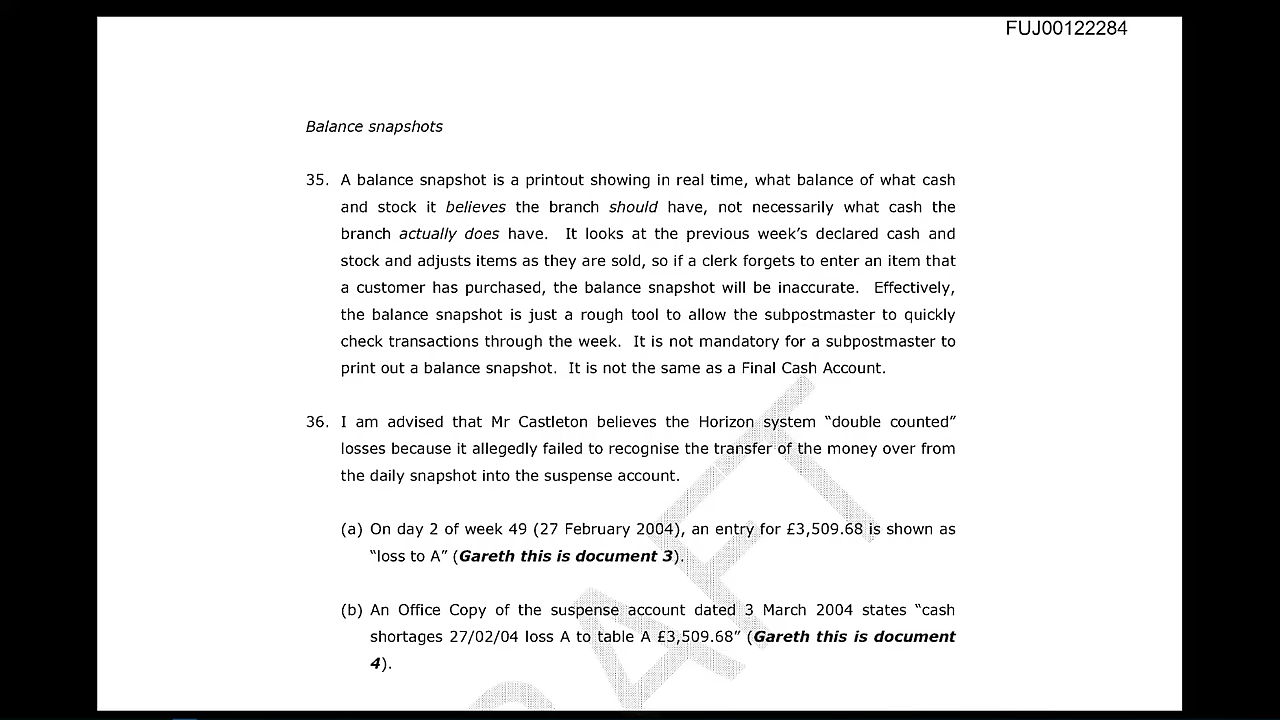 FUJ00122284
Balance snapshots
35. A balance snapshot is a printout showing in real time, what balance of what cash
and stock it believes the branch should have, not necessarily what cash the
branch actually does have. It looks at the previous week’s declared cash and
stock and adjusts items as they are sold, so if a clerk forgets to enter an item that
a customer has purchased, the balance snapshot will be inaccurate. Effectively,
the balance snapshot is just a rough tool to allow the subpostmaster to quickly
check transactions through the week. It is not mandatory for a subpostmaster to
print out a balance snapshot. It is not the same as a Final Cash Account.
36. I am advised that Mr Castleton believes the Horizon system “double counted”
losses because it allegedly failed to recognise the transfer of the money over from
the daily snapshot into the suspense account.
(a) On day 2 of week 49 (27 February 2004), an entry for £3,509.68 is shown as
“loss to A” (Gareth this is document 3).
(b) An Office Copy of the suspense account dated 3 March 2004 states “cash
shortages 27/02/04 loss A to table A £3,509.68” (Gareth this is document
4).
DRAFT